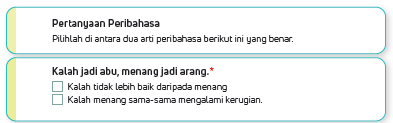 Pertanyaan Peribahasa
Pilihlah di antara dua arti peribahasa berikut ini yang benar.
Kalah jadi abu, menang jadi arang.*
Kalah tidak lebih baik daripada menang
Kalah menang sama-sama mengalami kerugian.